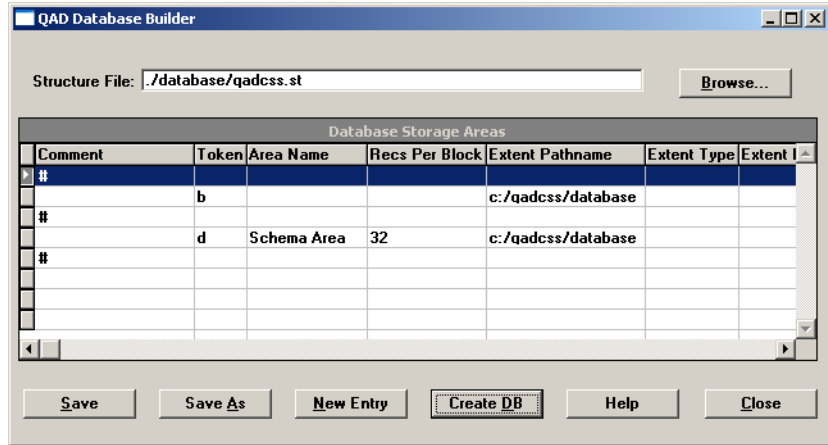 QAD Database Builder
Structure File: ./database/qadcss.st Browse...
Database Storage Areas
Comment Token Area Name Recs Per Block Extent Pathname Extent Type Extent
#
b c:/qadcss/database
#
d Schema Area 32 c:/qadcss/database
#
Save Save As New Entry Create DB Help Close